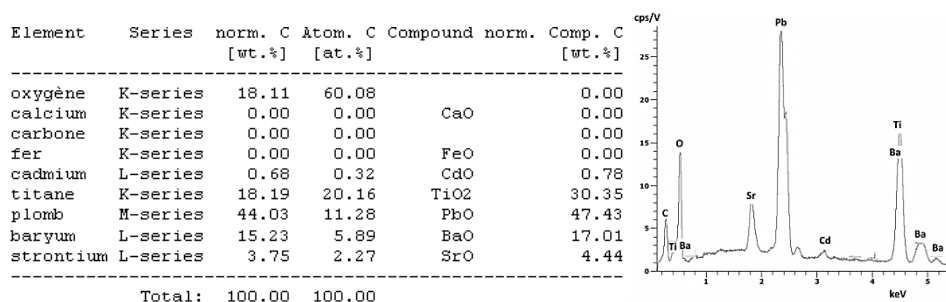 Element Series norm. C Atom. C Compound norm. Comp. C
[wt.%] [at.%] [wt.%]
oxygène K-series 18.11 60.08 0.00
calcium K-series 0.00 0.00 CaO 0.00
carbone K-series 0.00 0.00 0.00
fer K-series 0.00 0.00 FeO 0.00
cadmium L-series 0.68 0.32 CdO 0.78
titane K-series 18.19 20.16 TiO2 30.35
plomb M-series 44.03 11.28 PbO 47.43
baryum L-series 15.23 5.89 BaO 17.01
strontium L-series 3.75 2.27 SrO 4.44
Total: 100.00 100.00
cps/V
Pb
25
20
Ti
15
O
Ba
10
Sr
C
5
Ti Ba
Cd
Ba
Ba
0
1 2 3 4 5
keV